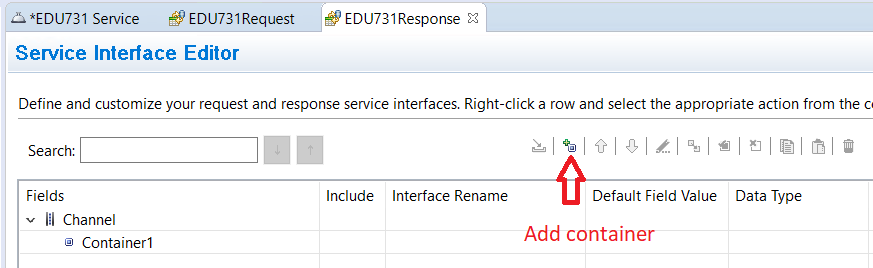 *EDU731 Service EDU731Request EDU731Response
Service Interface Editor
Define and customize your request and response service interfaces. Right-click a row and select the appropriate action from the
Search:
Fields Include Interface Rename Default Field Value Data Type
Channel
Add container
Container1